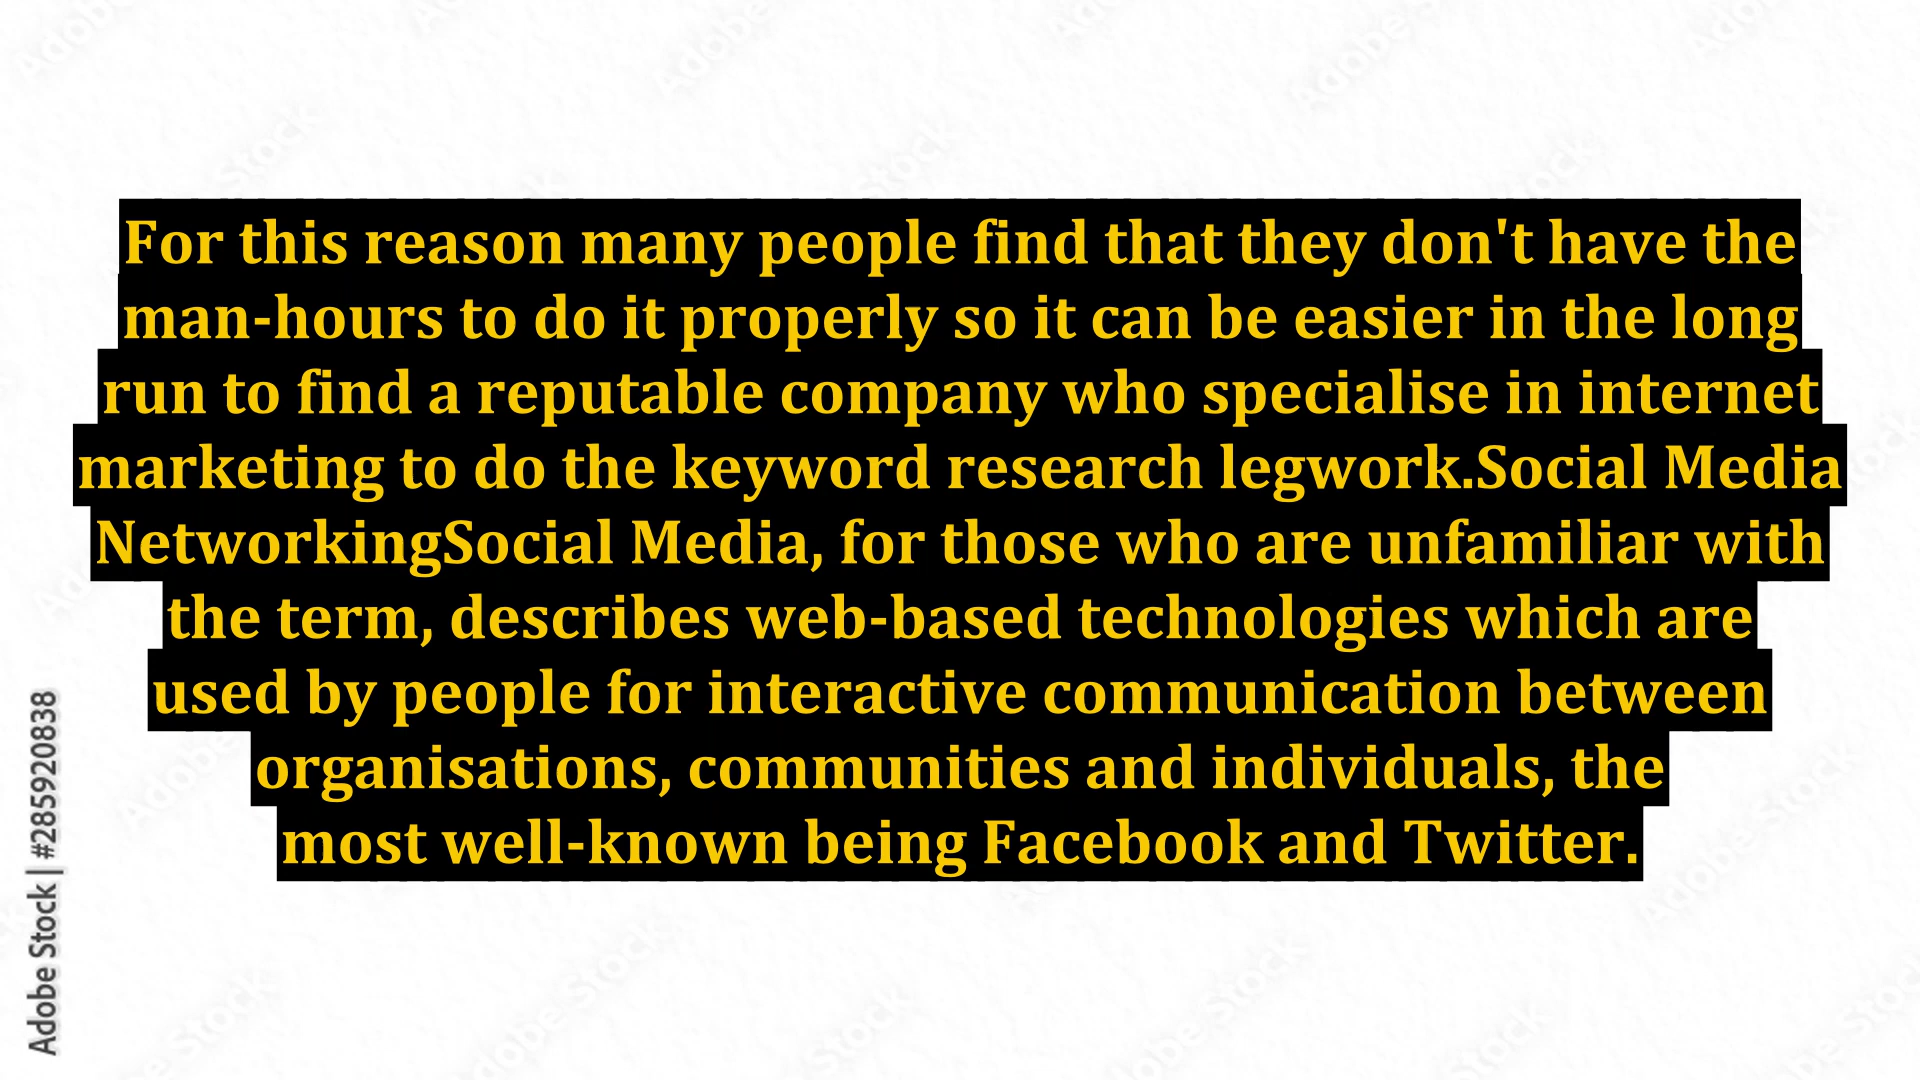 For this reason many people find that they don't have the
man-hours to do it properly so it can be easier in the long
run to find a reputable company who specialise in internet
marketing to do the keyword research legwork.Social Media
NetworkingSocial Media, for those who are unfamiliar with
the term, describes web-based technologies which are
used by people for interactive communication between
organisations, communities and individuals, the
most well-known being Facebook and Twitter.
Adobe Stock | #285920838